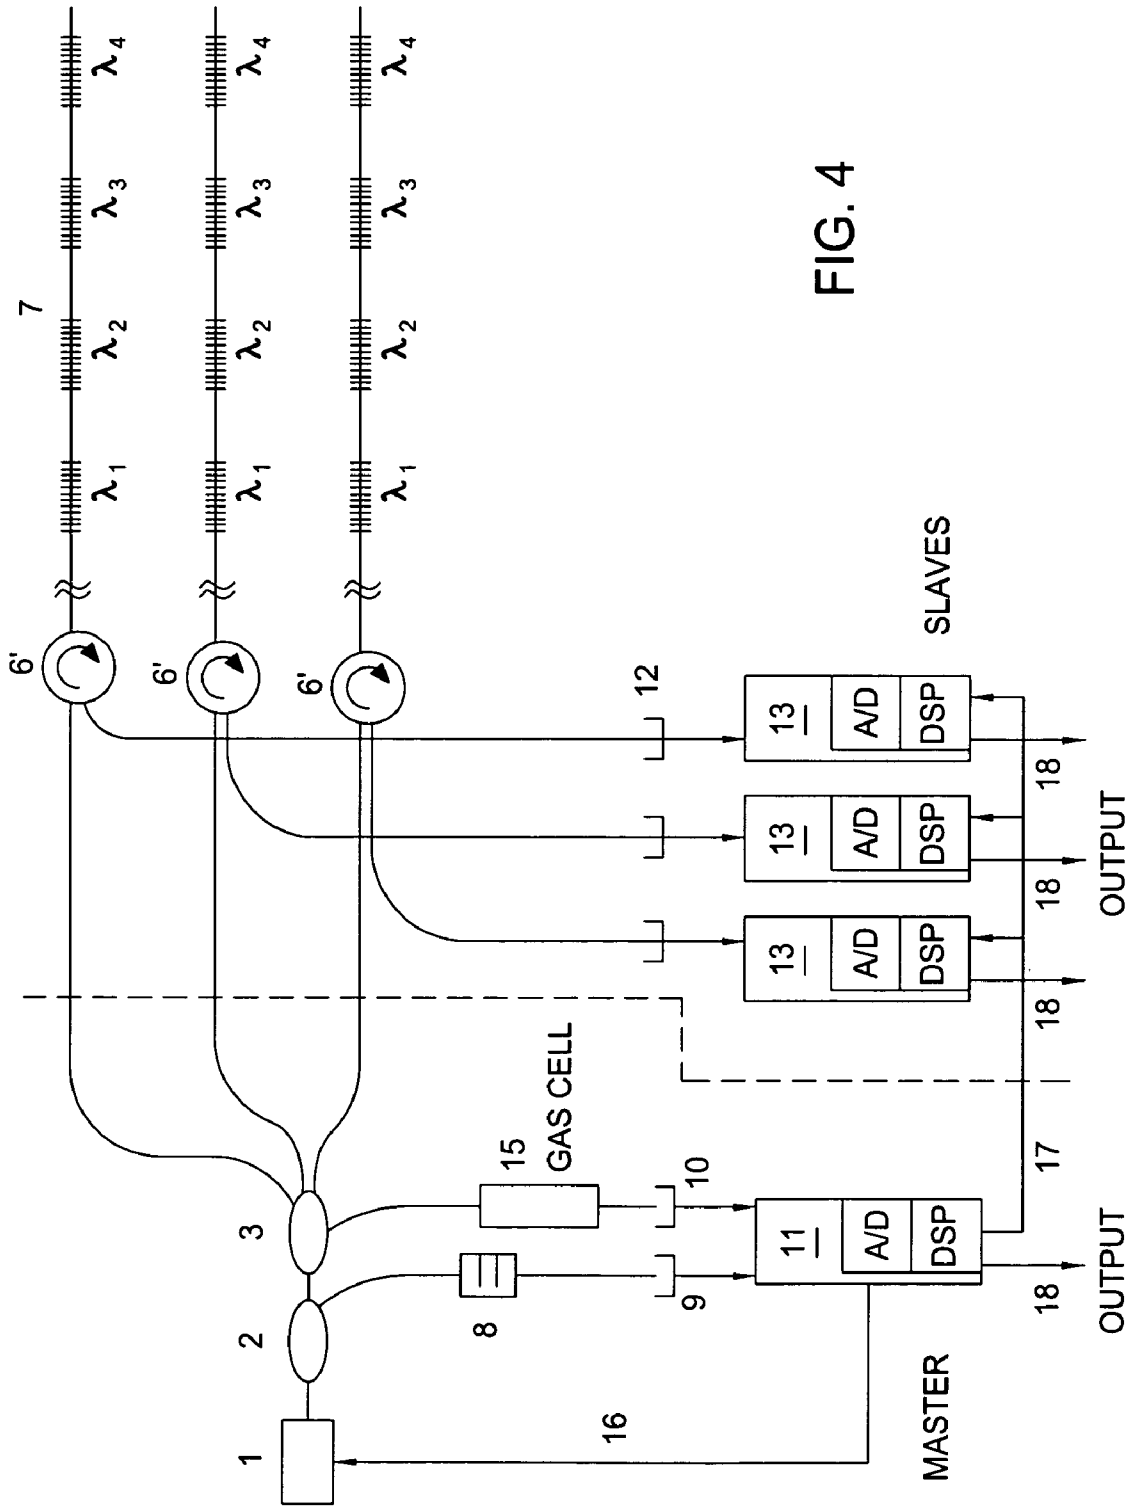 7
λ1 λ2 λ3 λ4
λ1 λ2 λ3 λ4
λ1 λ2 λ3 λ4
6'
6'
6'
1
2
3
8
15
GAS CELL
9
10
12
16
11
A/D
DSP
13
A/D
DSP
13
A/D
DSP
13
A/D
DSP
MASTER
SLAVES
17
18
18
18
18
OUTPUT
OUTPUT
FIG. 4